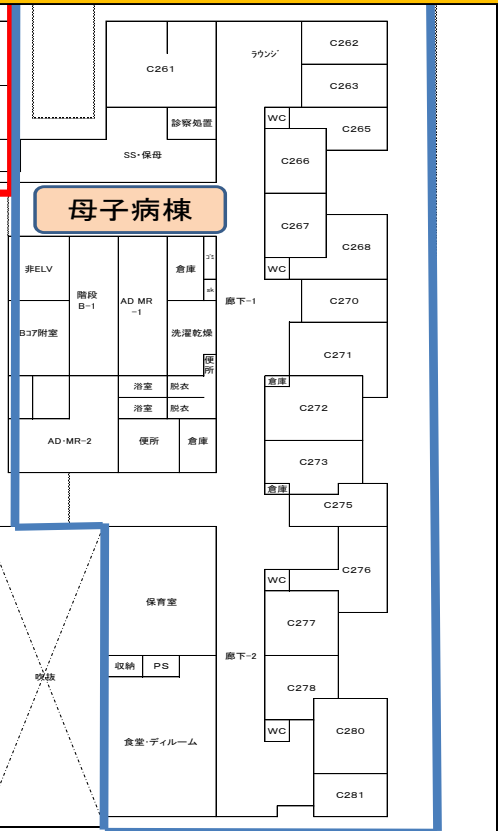 ラウンジ
C262
C261
C263
WC
診察処置
C265
SS・保母
C266
母子病棟
C267
C268
WC
非ELV
階段
B-1
AD MR
-1
倉庫
廊下-1
C270
Bコア附室
洗濯乾燥
便所
C271
浴室
脱衣
倉庫
浴室
脱衣
C272
AD・MR-2
便所
倉庫
C273
倉庫
C275
C276
WC
保育室
C277
廊下-2
収納
PS
吹抜
C278
WC
C280
食堂・ディルーム
C281